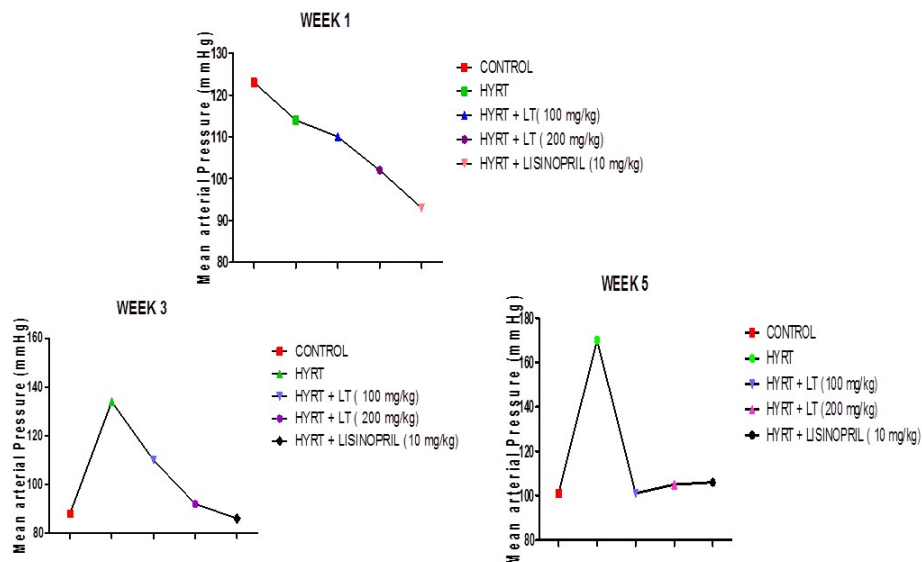 WEEK 1
Mean arterial Pressure (mmHg)
130
120
110
100
90
80
CONTROL
HYRT
HYRT + LT( 100 mg/kg)
HYRT + LT( 200 mg/kg)
HYRT + LISINOPRIL (10 mg/kg)
WEEK 3
Mean arterial Pressure (mmHg)
160
140
120
100
80
CONTROL
HYRT
HYRT + LT ( 100 mg/kg)
HYRT + LT ( 200 mg/kg)
HYRT + LISINOPRIL (10 mg/kg)
WEEK 5
Mean arterial Pressure (mmHg)
180
160
140
120
100
80
CONTROL
HYRT
HYRT + LT (100 mg/kg)
HYRT + LT (200 mg/kg)
HYRT + LISINOPRIL ( 10 mg/kg)